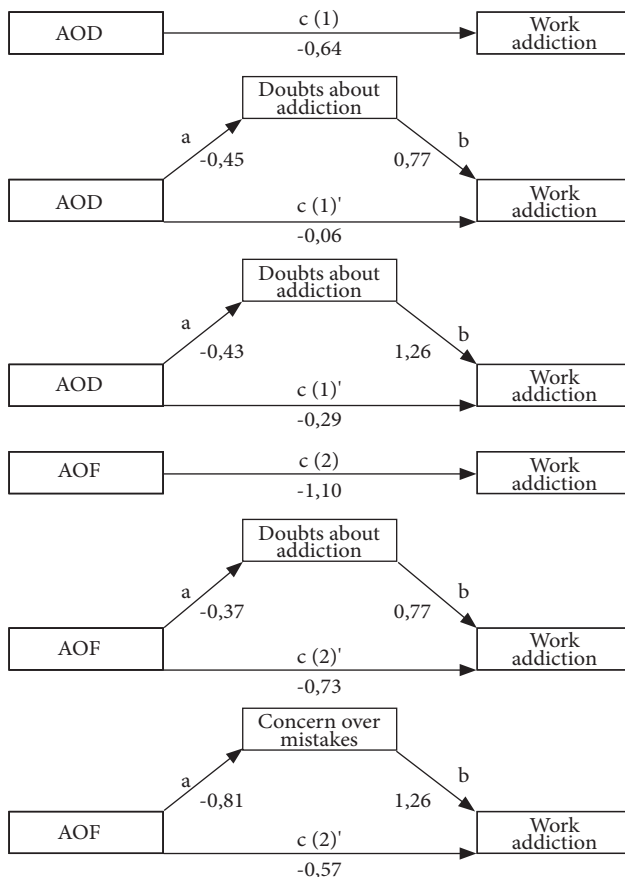 c (1)
AOD
Work
addiction
-0,64
Doubts about
addiction
a
b
-0,45
0,77
AOD
c (1)'
Work
addiction
-0,06
Doubts about
addiction
a
b
-0,43
1,26
AOD
c (1)'
Work
addiction
-0,29
c (2)
AOF
Work
addiction
-1,10
Doubts about
addiction
a
b
-0,37
0,77
AOF
c (2)'
Work
addiction
-0,73
Concern over
mistakes
a
b
-0,81
1,26
AOF
c (2)'
Work
addiction
-0,57